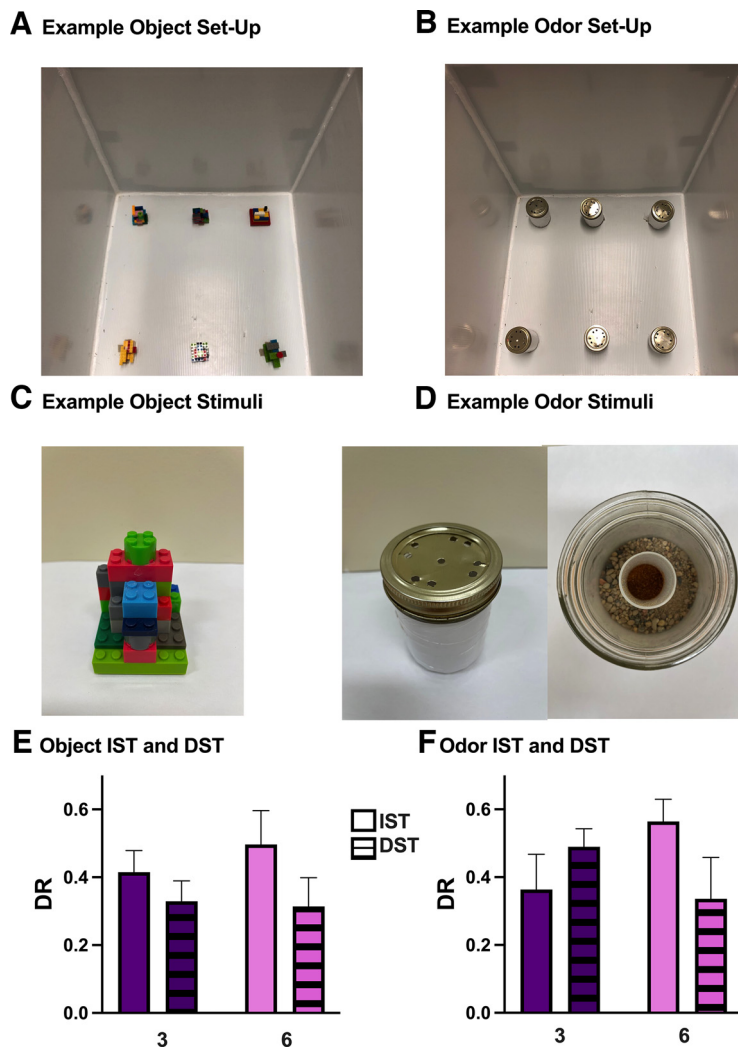 A Example Object Set-Up
B Example Odor Set-Up
C Example Object Stimuli
D Example Odor Stimuli
E Object IST and DST
F Odor IST and DST
DR
0.6
0.4
0.2
0.0
3
6
IST
DST
DR
0.6
0.4
0.2
0.0
3
6